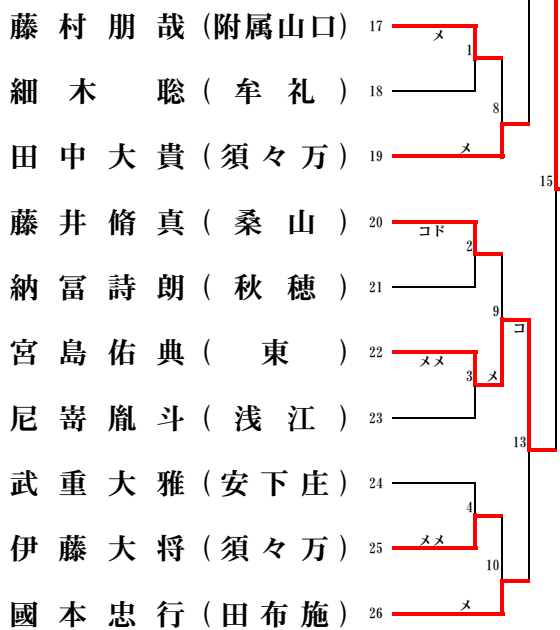 藤村朋哉(附属山口) 17 メ
1
細木 聡(牟礼) 18
8
田中大貴(須々万) 19 メ
15
藤井脩真(桑山) 20 コド
2
納冨詩朗(秋穂) 21
9
コ
宮島佑典(東) 22 メメ
3 メ
尼嵜胤斗(浅江) 23
13
武重大雅(安下庄) 24
4
伊藤大将(須々万) 25 メメ
10
國本忠行(田布施) 26 メ